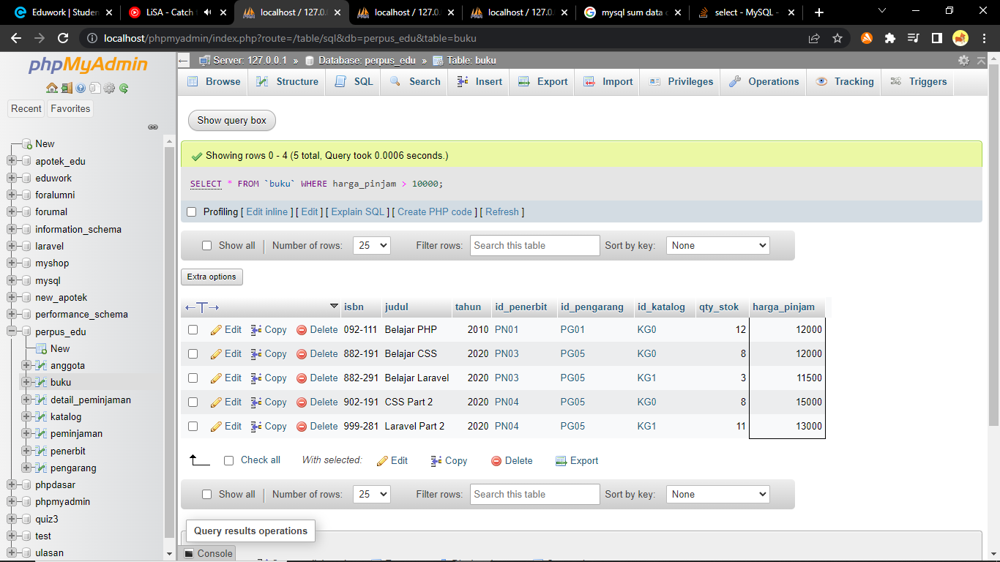 Eduwork | Studen
LiSA - Catch t
localhost / 127.0.
localhost / 127.0.
localhost / 127.0.
mysql sum data c
select - MySQL -
localhost/phpmyadmin/index.php?route=/table/sql&db=perpus_edu&table=buku
phpMyAdmin
Recent Favorites
New
apotek_edu
eduwork
foralumni
forumal
information_schema
laravel
myshop
mysql
new_apotek
performance_schema
perpus_edu
New
anggota
buku
detail_peminjaman
katalog
peminjaman
penerbit
pengarang
phpdasar
phpmyadmin
quiz3
test
ulasan
Server: 127.0.0.1 » Database: perpus_edu » Table: buku
Browse Structure SQL Search Insert Export Import Privileges Operations Tracking Triggers
Show query box
Showing rows 0 - 4 (5 total, Query took 0.0006 seconds.)
SELECT * FROM `buku` WHERE harga_pinjam > 10000;
Profiling [ Edit inline ] [ Edit ] [ Explain SQL ] [ Create PHP code ] [ Refresh ]
Show all Number of rows: 25 Filter rows: Search this table Sort by key: None
Extra options
isbn judul tahun id_penerbit id_pengarang id_katalog qty_stok harga_pinjam
Edit Copy Delete 092-111 Belajar PHP 2010 PN01 PG01 KG0 12 12000
Edit Copy Delete 882-191 Belajar CSS 2020 PN03 PG05 KG0 8 12000
Edit Copy Delete 882-291 Belajar Laravel 2020 PN03 PG05 KG1 3 11500
Edit Copy Delete 902-191 CSS Part 2 2020 PN04 PG05 KG0 8 15000
Edit Copy Delete 999-281 Laravel Part 2 2020 PN04 PG05 KG1 11 13000
Check all With selected: Edit Copy Delete Export
Show all Number of rows: 25 Filter rows: Search this table Sort by key: None
Query results operations
Console